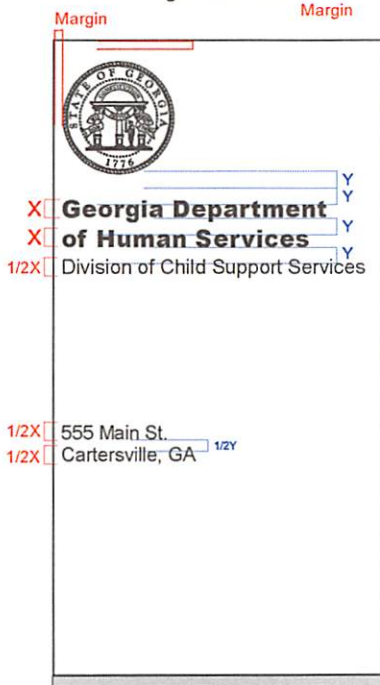 Margin
Margin
STATE OF GEORGIA
1776
Y
Y
X Georgia Department
Y
X of Human Services
Y
1/2X Division of Child Support Services
1/2X 555 Main St.
1/2Y
1/2X Cartersville, GA